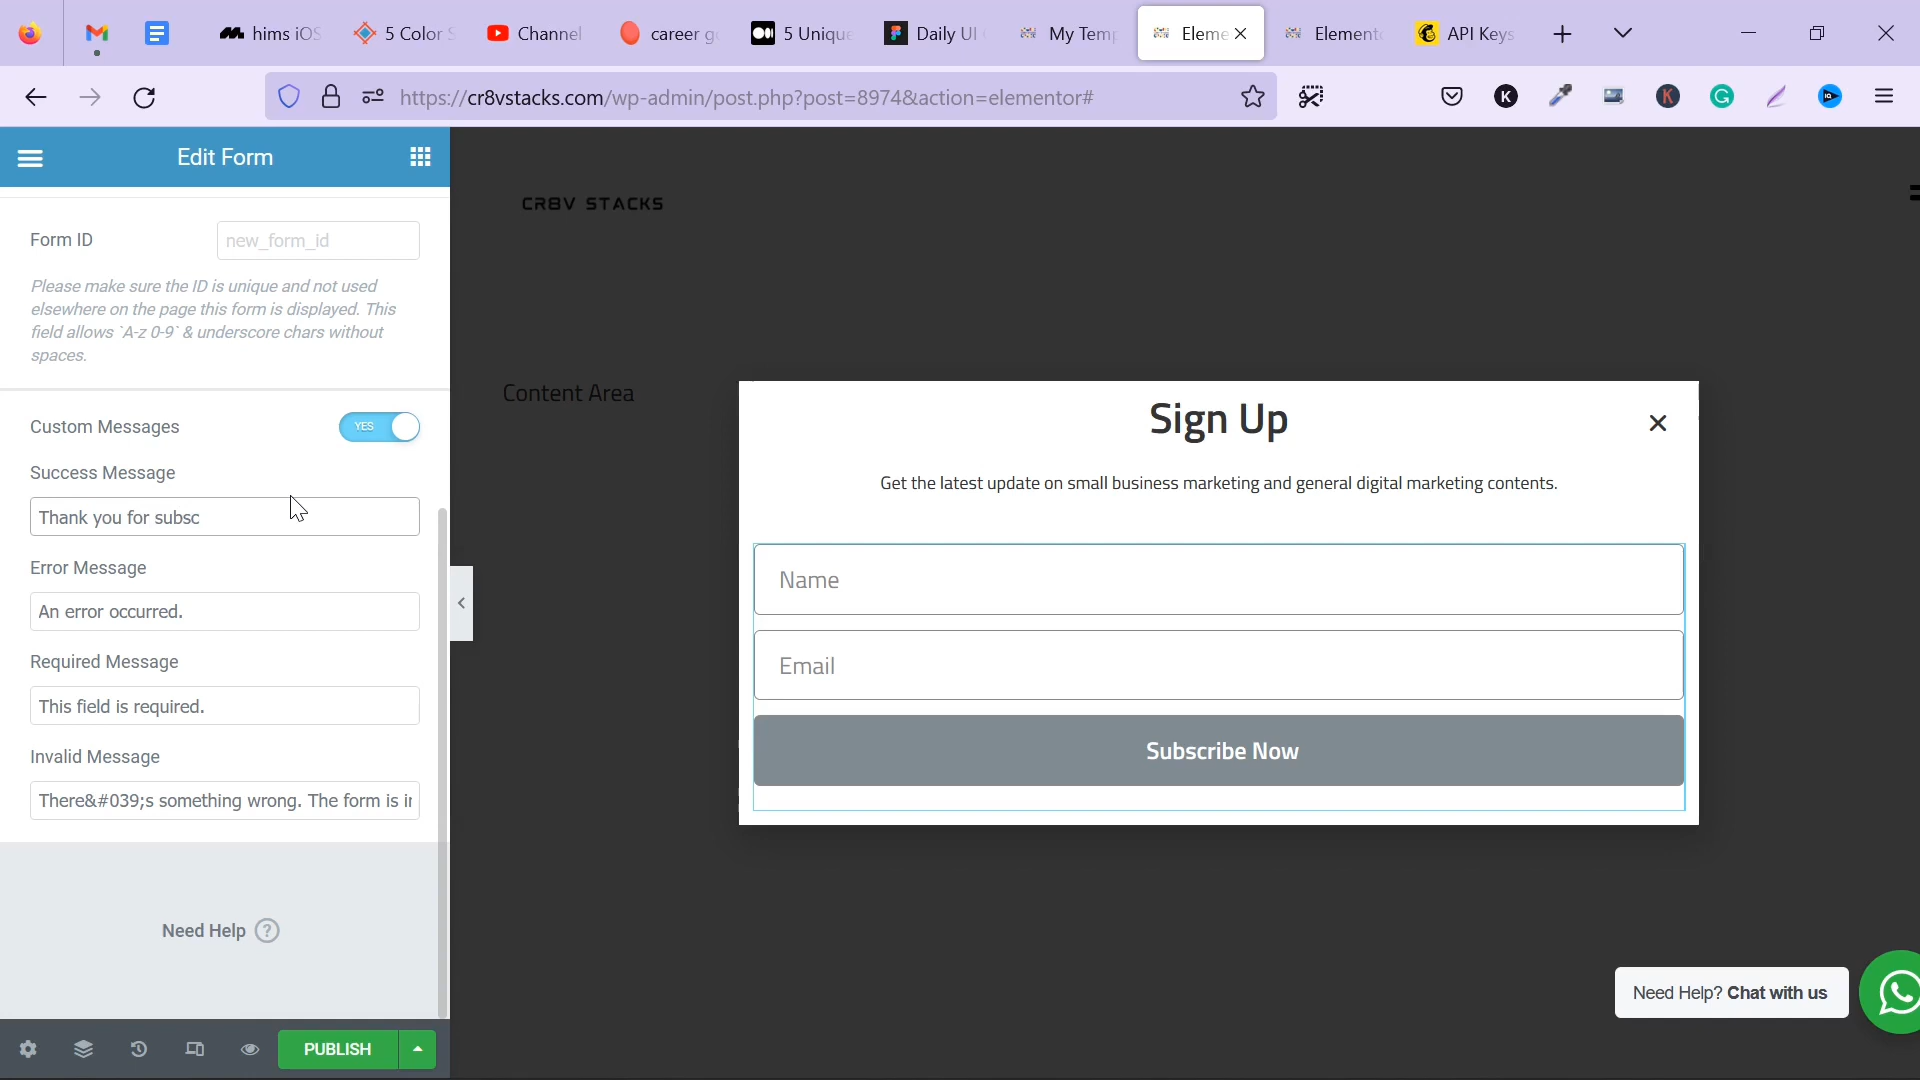 hims iOS
5 Color S
Channel
career g
5 Unique
Daily UI
My Temp
Eleme
Element
API Keys
https://cr8vstacks.com/wp-admin/post.php?post=8974&action=elementor#
Edit Form
CR8V STACKS
Form ID
new_form_id
Please make sure the ID is unique and not used
elsewhere on the page this form is displayed. This
field allows `A-z 0-9` & underscore chars without
spaces.
Content Area
Sign Up
Get the latest update on small business marketing and general digital marketing contents.
Custom Messages
YES
Success Message
Thank you for subsc
Error Message
An error occurred.
Required Message
This field is required.
Invalid Message
There&#039;s something wrong. The form is ir
Name
Email
Subscribe Now
Need Help ?
Need Help? Chat with us
PUBLISH